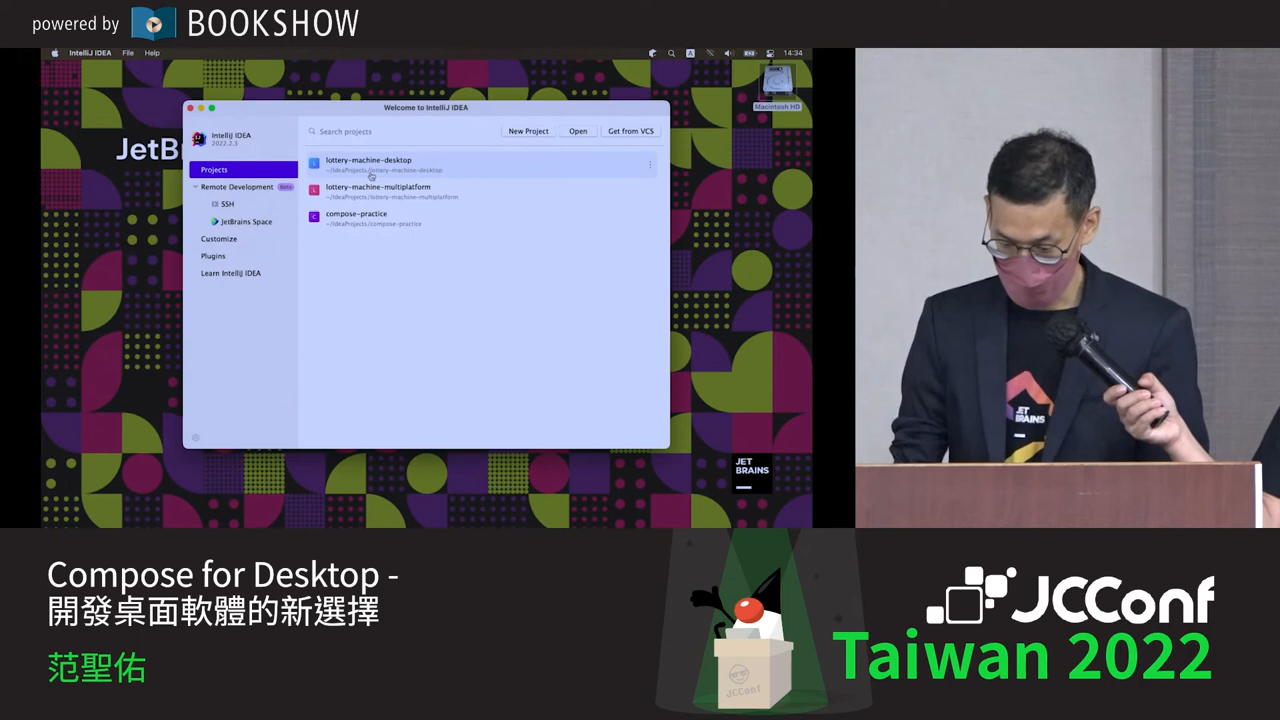 powered by BOOKSHOW
IntelliJ IDEA File Help
14:34
Macintosh HD
JetB
Welcome to IntelliJ IDEA
IntelliJ IDEA
2022.2.3
Search projects
New Project
Open
Get from VCS
Projects
Remote Development Beta
SSH
JetBrains Space
Customize
Plugins
Learn IntelliJ IDEA
L lottery-machine-desktop
~/IdeaProjects/lottery-machine-desktop
L lottery-machine-multiplatform
~/IdeaProjects/lottery-machine-multiplatform
C compose-practice
~/IdeaProjects/compose-practice
JET
BRAINS
JET
BRAINS
Compose for Desktop -
開發桌面軟體的新選擇
范聖佑
JCConf
JCConf
Taiwan 2022